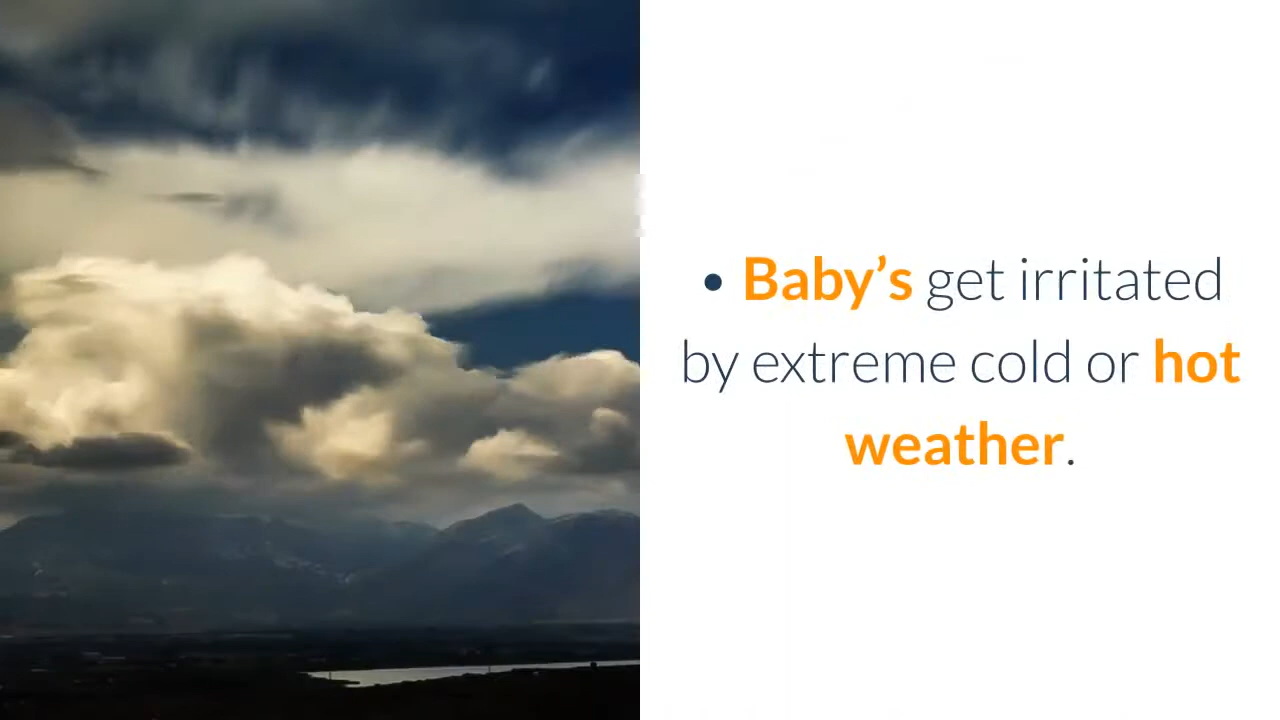 • Baby’s get irritated
by extreme cold or hot
weather.